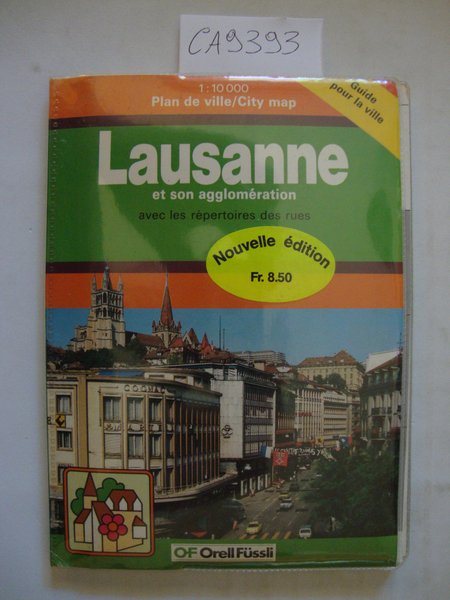 CA9393
1:10 000
Plan de ville/City map
Guide
pour la ville
Lausanne
et son agglomération
avec les répertoires des rues
Nouvelle édition
Fr. 8.50
COGNAC
OF Orell Füssli